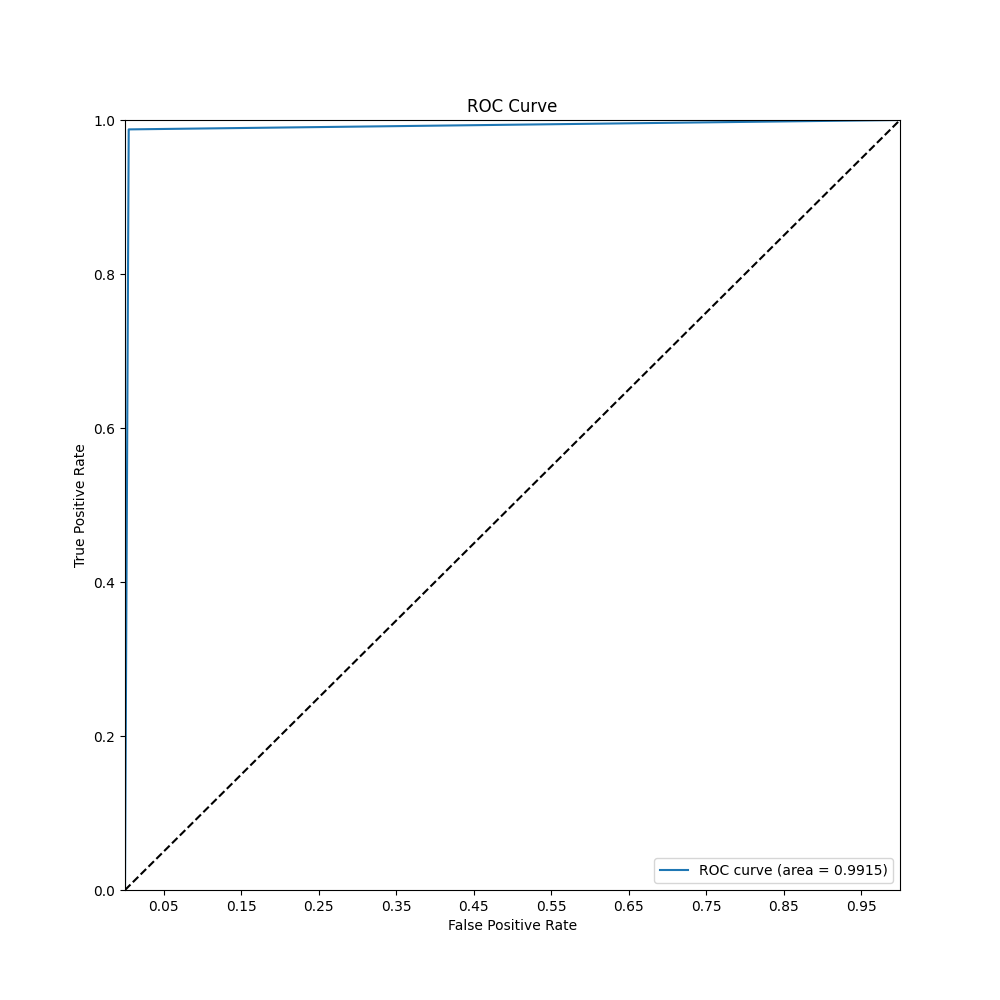 ROC Curve
1.0
0.8
0.6
0.4
0.2
0.0
True Positive Rate
ROC curve (area = 0.9915)
0.05 0.15 0.25 0.35 0.45 0.55 0.65 0.75 0.85 0.95
False Positive Rate